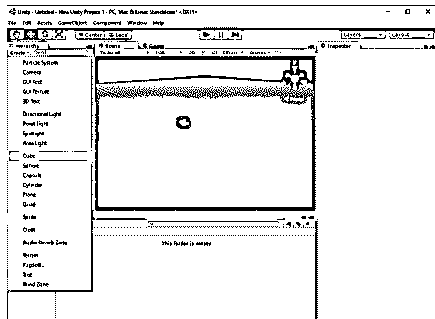 Unity - Untitled - New Unity Project 1 - PC, Mac & Linux Standalone* <DX11>
File Edit Assets GameObject Component Window Help
Center Local
Layers Layout
Hierarchy
Scene Game
Inspector
Create
Textured
Particle System
Camera
GUI Text
GUI Texture
3D Text
Directional Light
Point Light
Spotlight
Area Light
Cube
Sphere
Capsule
Cylinder
Plane
Quad
Sprite
Cloth
Audio Reverb Zone
Terrain
Ragdoll...
Tree
Wind Zone
This folder is empty